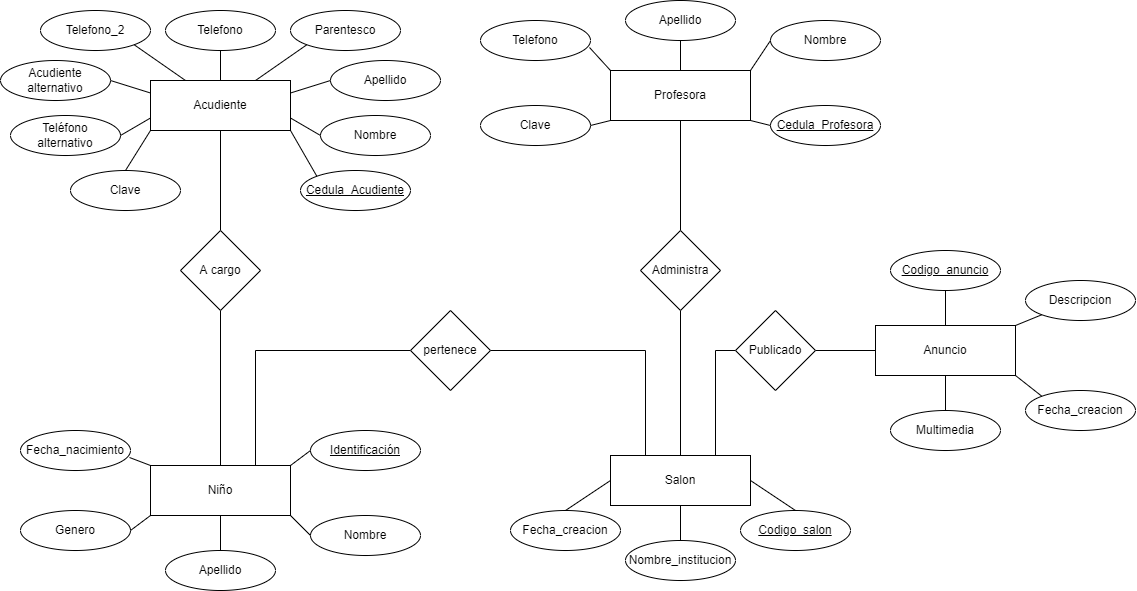 Telefono_2
Telefono
Parentesco
Acudiente
alternativo
Acudiente
Apellido
Teléfono
alternativo
Nombre
Clave
Cedula_Acudiente
Apellido
Telefono
Nombre
Profesora
Clave
Cedula_Profesora
A cargo
Administra
pertenece
Publicado
Codigo_anuncio
Descripcion
Anuncio
Fecha_creacion
Multimedia
Fecha_nacimiento
Identificación
Niño
Genero
Nombre
Apellido
Salon
Fecha_creacion
Codigo_salon
Nombre_institucion